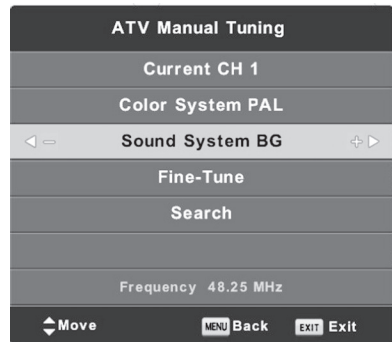 ATV Manual Tuning
Current CH 1
Color System PAL
Sound System BG
Fine-Tune
Search
Frequency 48.25 MHz
Move MENU Back EXIT Exit